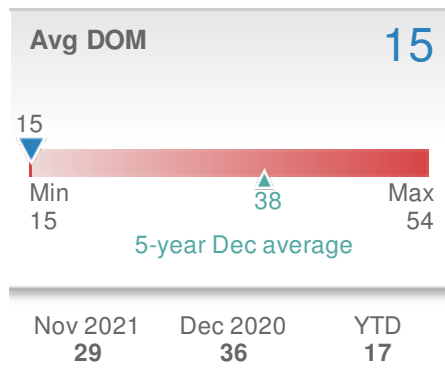 Avg DOM 15
15
Min 38 Max
15 54
5-year Dec average
Nov 2021 Dec 2020 YTD
29 36 17